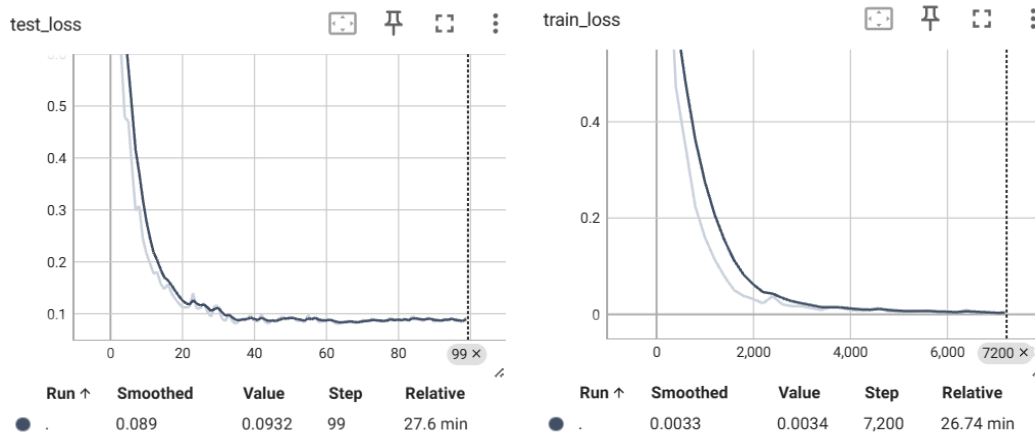 test_loss
0.6
0.5
0.4
0.3
0.2
0.1
0 20 40 60 80 99 ×
Run ↑ Smoothed Value Step Relative
. 0.089 0.0932 99 27.6 min
train_loss
0.4
0.2
0
0 2,000 4,000 6,000 7200 ×
Run ↑ Smoothed Value Step Relative
. 0.0033 0.0034 7,200 26.74 min